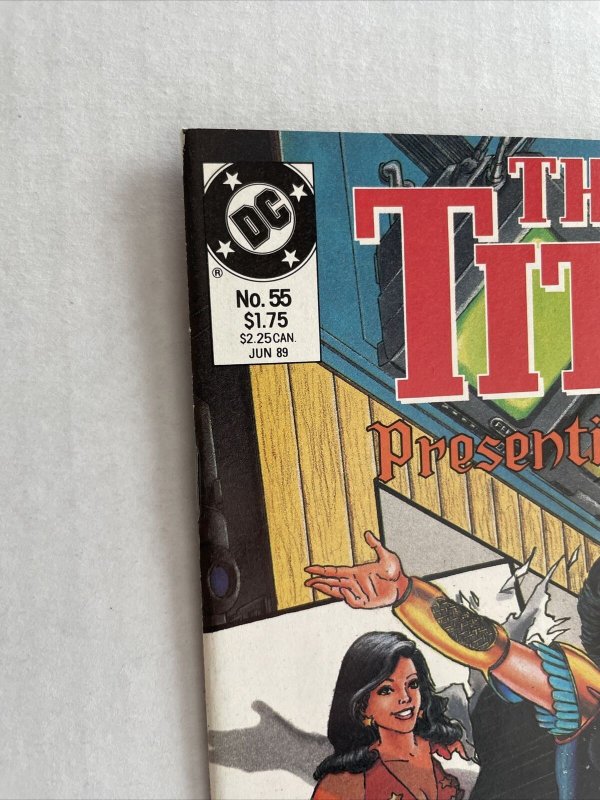 DC
®
No. 55
$1.75
$2.25 CAN.
JUN 89
TH
TIT
Presenti